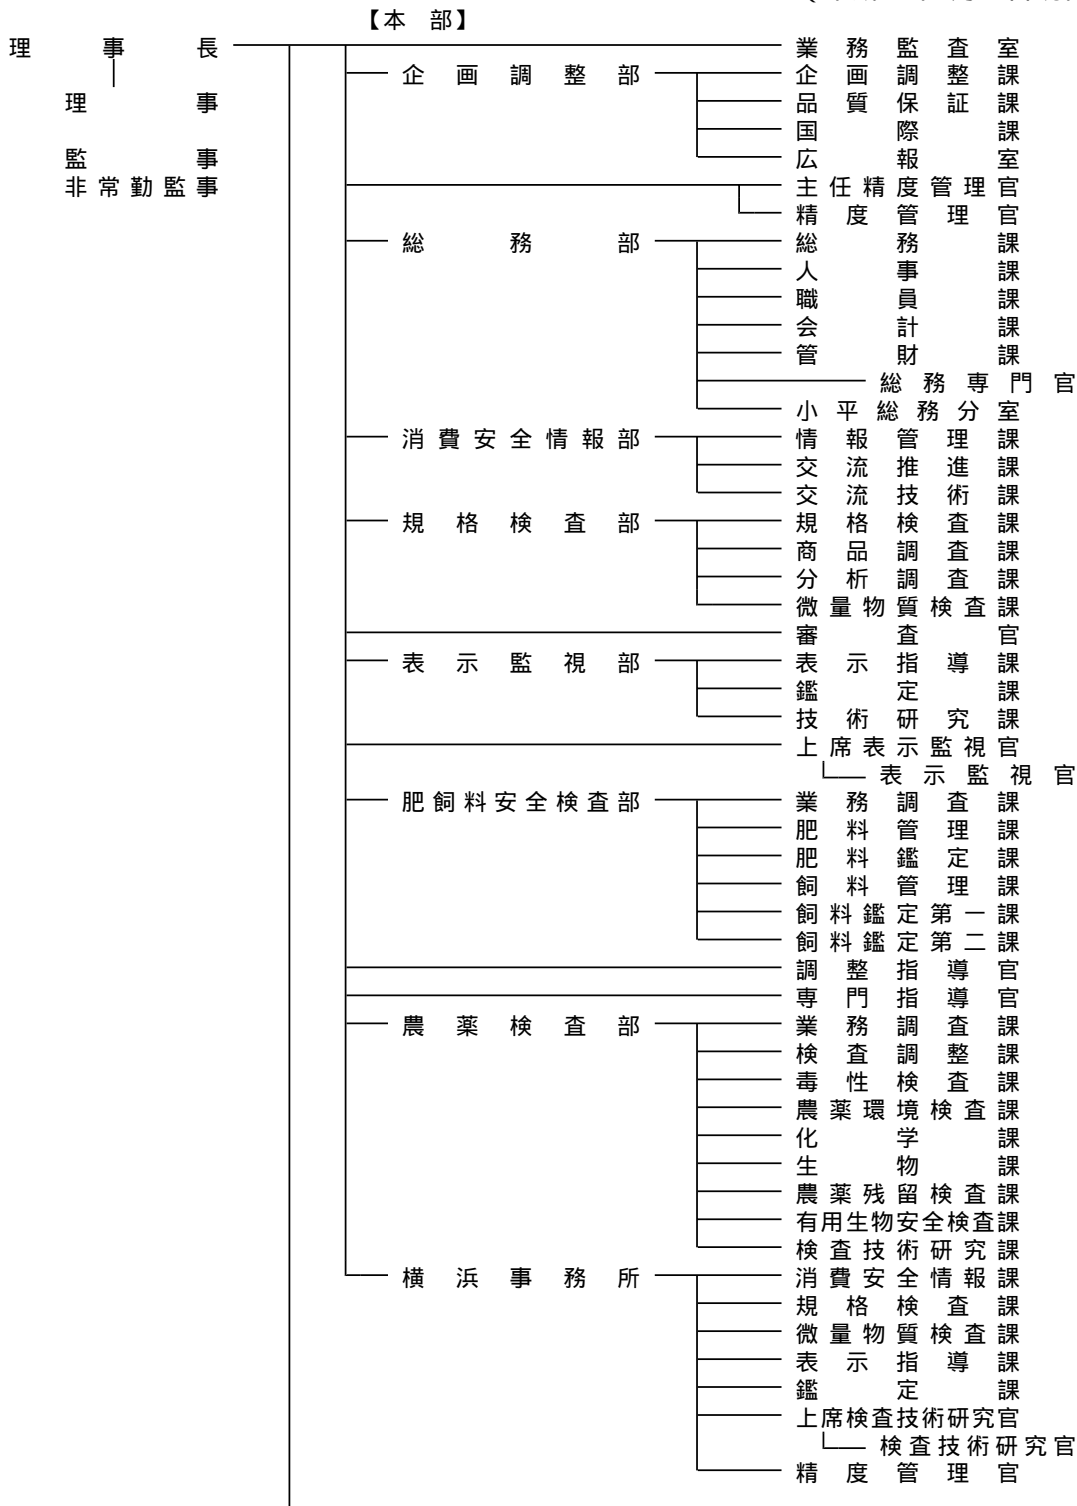 【本 部】
理事長 業務監査室
企画調整部 企画調整課
理事 品質保証課
国際課
監事 広報室
非常勤監事 主任精度管理官
精度管理官
総務部 総務課
人事課
職員課
会計課
管財課
総務専門官
小平総務分室
消費安全情報部 情報管理課
交流推進課
交流技術課
規格検査部 規格検査課
商品調査課
分析調査課
微量物質検査課
審査官
表示監視部 表示指導課
鑑定課
技術研究課
上席表示監視官
表示監視官
肥飼料安全検査部 業務調査課
肥料管理課
肥料鑑定課
飼料管理課
飼料鑑定第一課
飼料鑑定第二課
調整指導官
専門指導官
農薬検査部 業務調査課
検査調整課
毒性検査課
農薬環境検査課
化学課
生物課
農薬残留検査課
有用生物安全検査課
検査技術研究課
横浜事務所 消費安全情報課
規格検査課
微量物質検査課
表示指導課
鑑定課
上席検査技術研究官
検査技術研究官
精度管理官